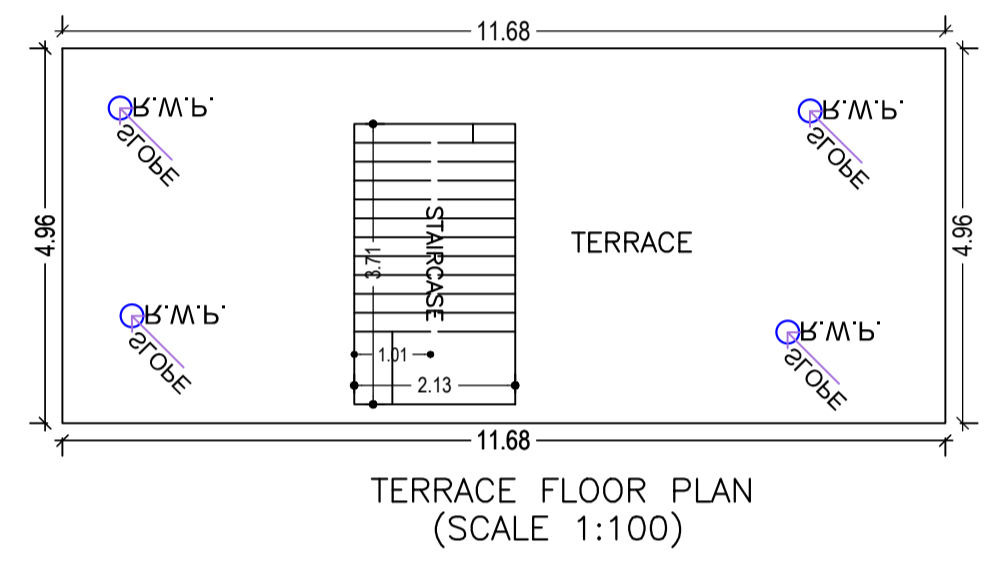 11.68
R.W.P.
SLOPE
R.W.P.
SLOPE
4.96
3.71
STAIRCASE
TERRACE
4.96
R.W.P.
SLOPE
R.W.P.
SLOPE
1.01
2.13
11.68
TERRACE FLOOR PLAN
(SCALE 1:100)